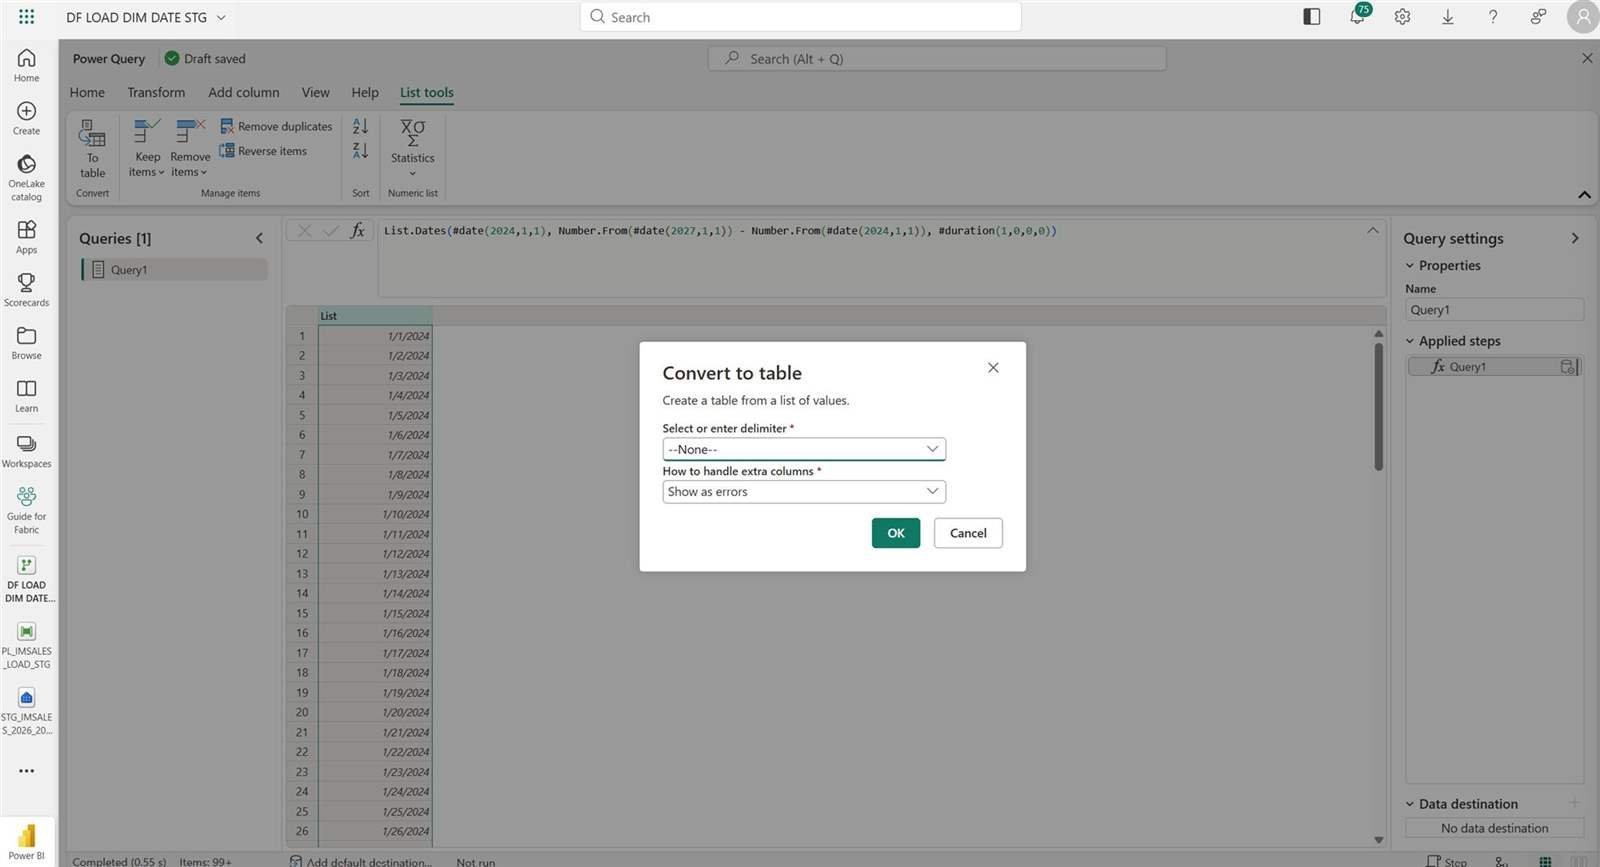 DF LOAD DIM DATE STG
Search
75
Home
Create
OneLake
catalog
Apps
Scorecards
Browse
Learn
Workspaces
Guide for
Fabric
DF LOAD
DIM DATE...
PL_IMSALES
_LOAD_STG
STG_IMSALE
S_2026_20...
Power BI
Power Query
Draft saved
Search (Alt + Q)
Home Transform Add column View Help List tools
To
table
Convert
Keep
items
Remove
items
Remove duplicates
Reverse items
Manage items
Sort
Statistics
Numeric list
Queries [1]
Query1
fx
List.Dates(#date(2024,1,1), Number.From(#date(2027,1,1)) - Number.From(#date(2024,1,1)), #duration(1,0,0,0))
List
1 1/1/2024
2 1/2/2024
3 1/3/2024
4 1/4/2024
5 1/5/2024
6 1/6/2024
7 1/7/2024
8 1/8/2024
9 1/9/2024
10 1/10/2024
11 1/11/2024
12 1/12/2024
13 1/13/2024
14 1/14/2024
15 1/15/2024
16 1/16/2024
17 1/17/2024
18 1/18/2024
19 1/19/2024
20 1/20/2024
21 1/21/2024
22 1/22/2024
23 1/23/2024
24 1/24/2024
25 1/25/2024
26 1/26/2024
Convert to table
Create a table from a list of values.
Select or enter delimiter *
--None--
How to handle extra columns *
Show as errors
OK
Cancel
Query settings
Properties
Name
Query1
Applied steps
fx Query1
Data destination
No data destination
Completed (0.55 s) Items: 99+
Add default destination...
Not run
Step